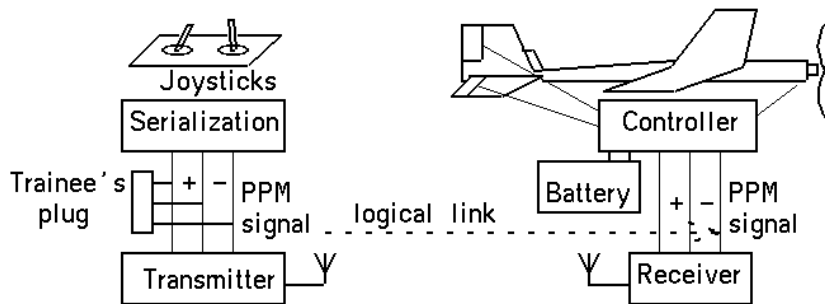 Joysticks
Serialization
Trainee's
plug
+ −
PPM
signal
Transmitter
logical link
Controller
Battery
+ −
PPM
signal
Receiver